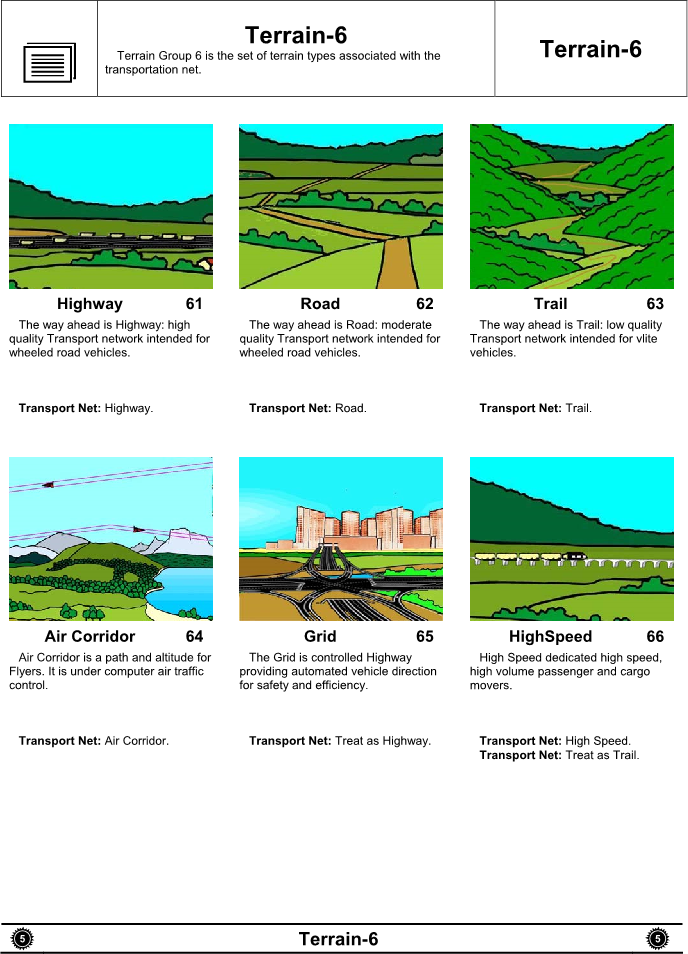 Terrain-6
Terrain Group 6 is the set of terrain types associated with the
transportation net.
Terrain-6
Highway 61
The way ahead is Highway: high
quality Transport network intended for
wheeled road vehicles.
Transport Net: Highway.
Road 62
The way ahead is Road: moderate
quality Transport network intended for
wheeled road vehicles.
Transport Net: Road.
Trail 63
The way ahead is Trail: low quality
Transport network intended for vlite
vehicles.
Transport Net: Trail.
Air Corridor 64
Air Corridor is a path and altitude for
Flyers. It is under computer air traffic
control.
Transport Net: Air Corridor.
Grid 65
The Grid is controlled Highway
providing automated vehicle direction
for safety and efficiency.
Transport Net: Treat as Highway.
HighSpeed 66
High Speed dedicated high speed,
high volume passenger and cargo
movers.
Transport Net: High Speed.
Transport Net: Treat as Trail.
5 Terrain-6 5